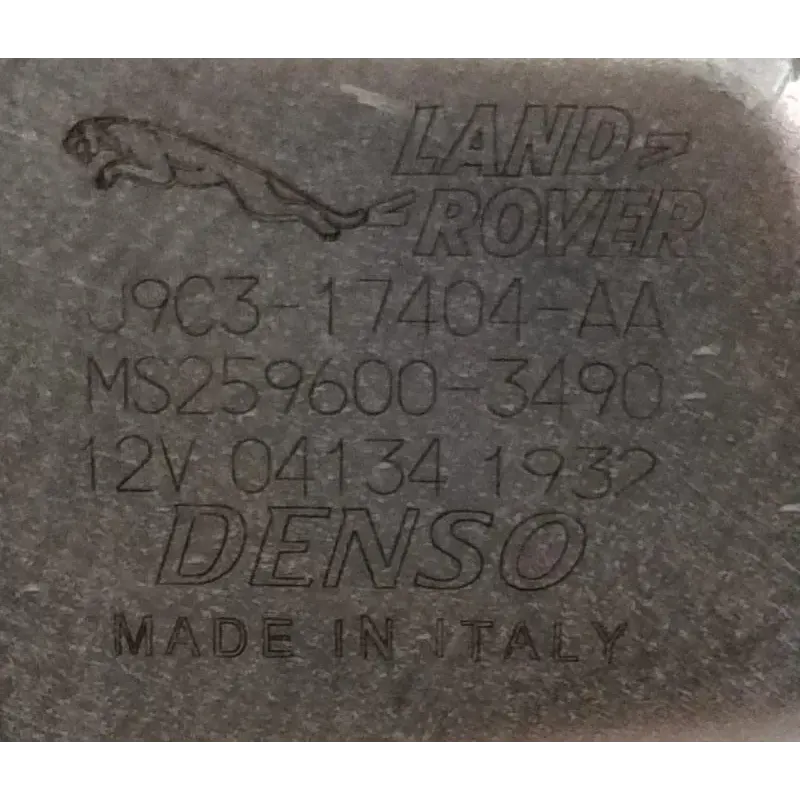 LAND
ROVER
J9C3-17404-AA
MS259600-3490
12V 04134 1932
DENSO
MADE IN ITALY